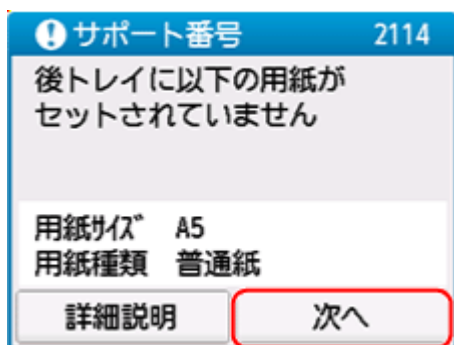 サポート番号 2114
後トレイに以下の用紙が
セットされていません
用紙ｻｲｽﾞ A5
用紙種類 普通紙
詳細説明 次へ